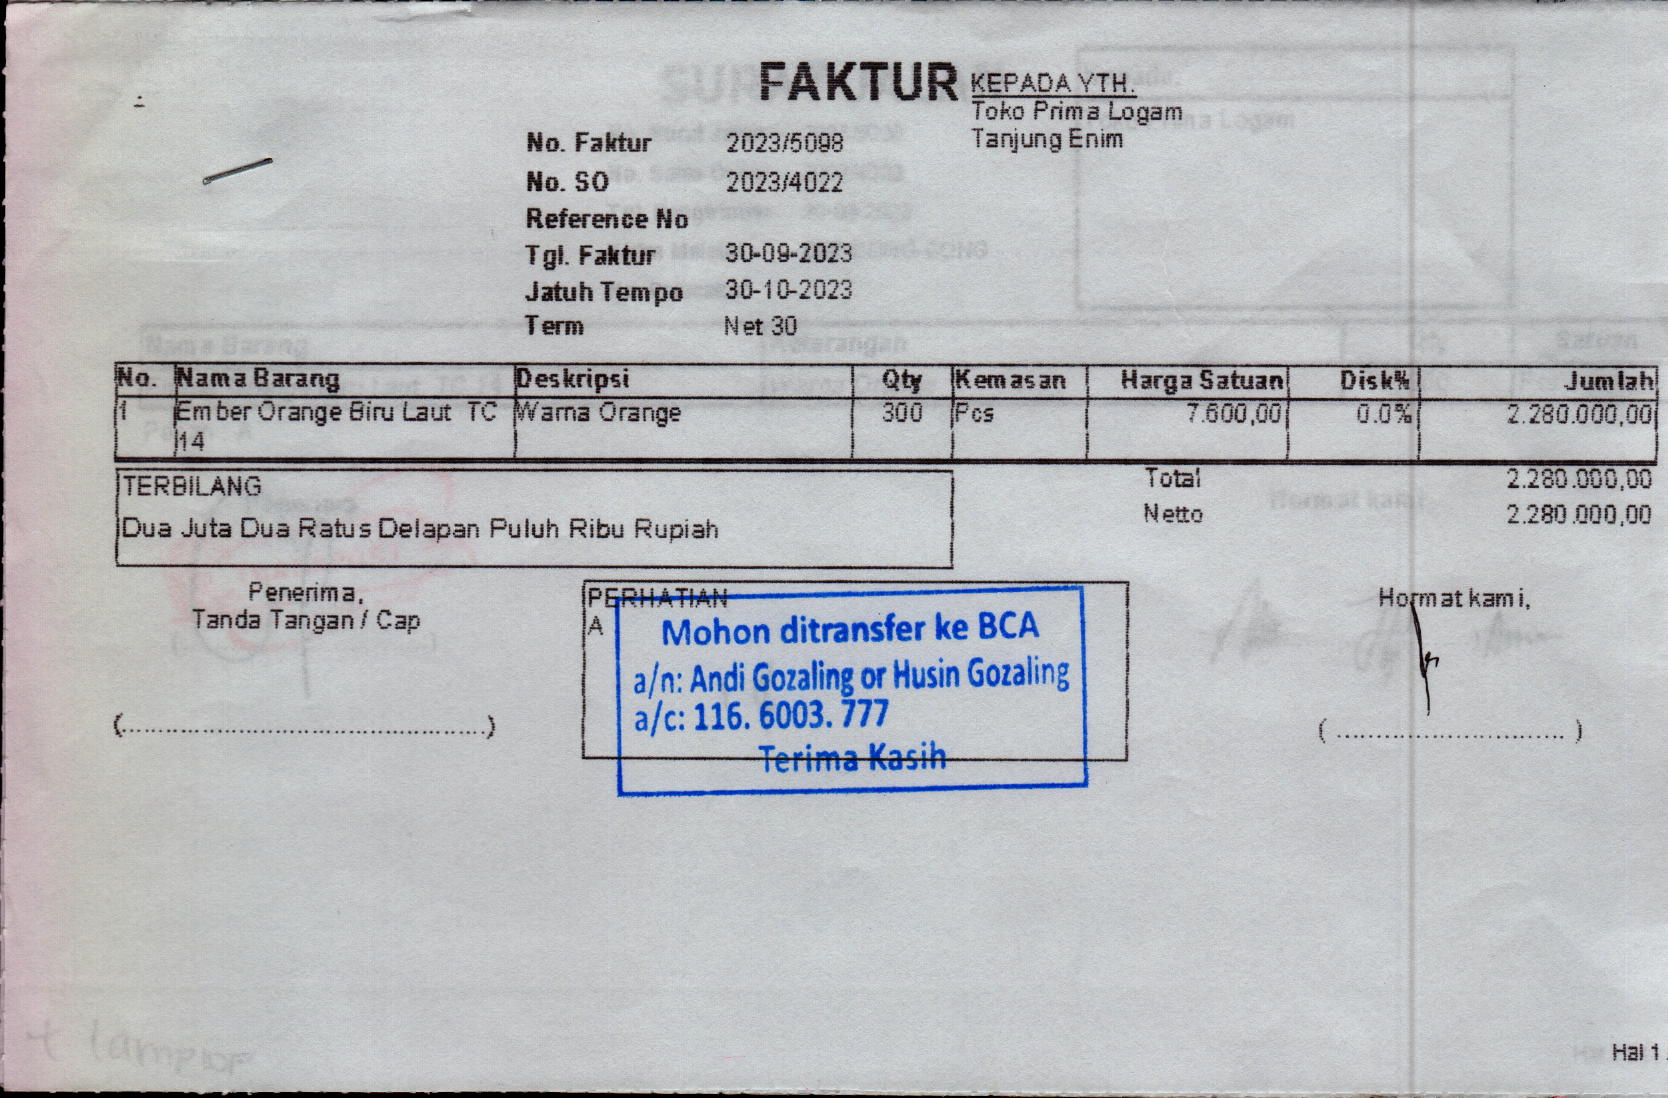 FAKTUR
KEPADA YTH.
Toko Prima Logam
Tanjung Enim
No. Faktur 2023/5098
No. SO 2023/4022
Reference No
Tgl. Faktur 30-09-2023
Jatuh Tempo 30-10-2023
Term Net 30
No. Nama Barang Deskripsi Qty Kemasan Harga Satuan Disk% Jumlah
1 Ember Orange Biru Laut TC Warna Orange 300 Pcs 7.600,00 0.0% 2.280.000,00
14
TERBILANG
Dua Juta Dua Ratus Delapan Puluh Ribu Rupiah
Total 2.280.000,00
Netto 2.280.000,00
Penerima,
Tanda Tangan / Cap
(............................................)
PERHATIAN
A
Mohon ditransfer ke BCA
a/n: Andi Gozaling or Husin Gozaling
a/c: 116. 6003. 777
Terima Kasih
Hormat kami,
( ............................ )
+ lampor
Hal 1